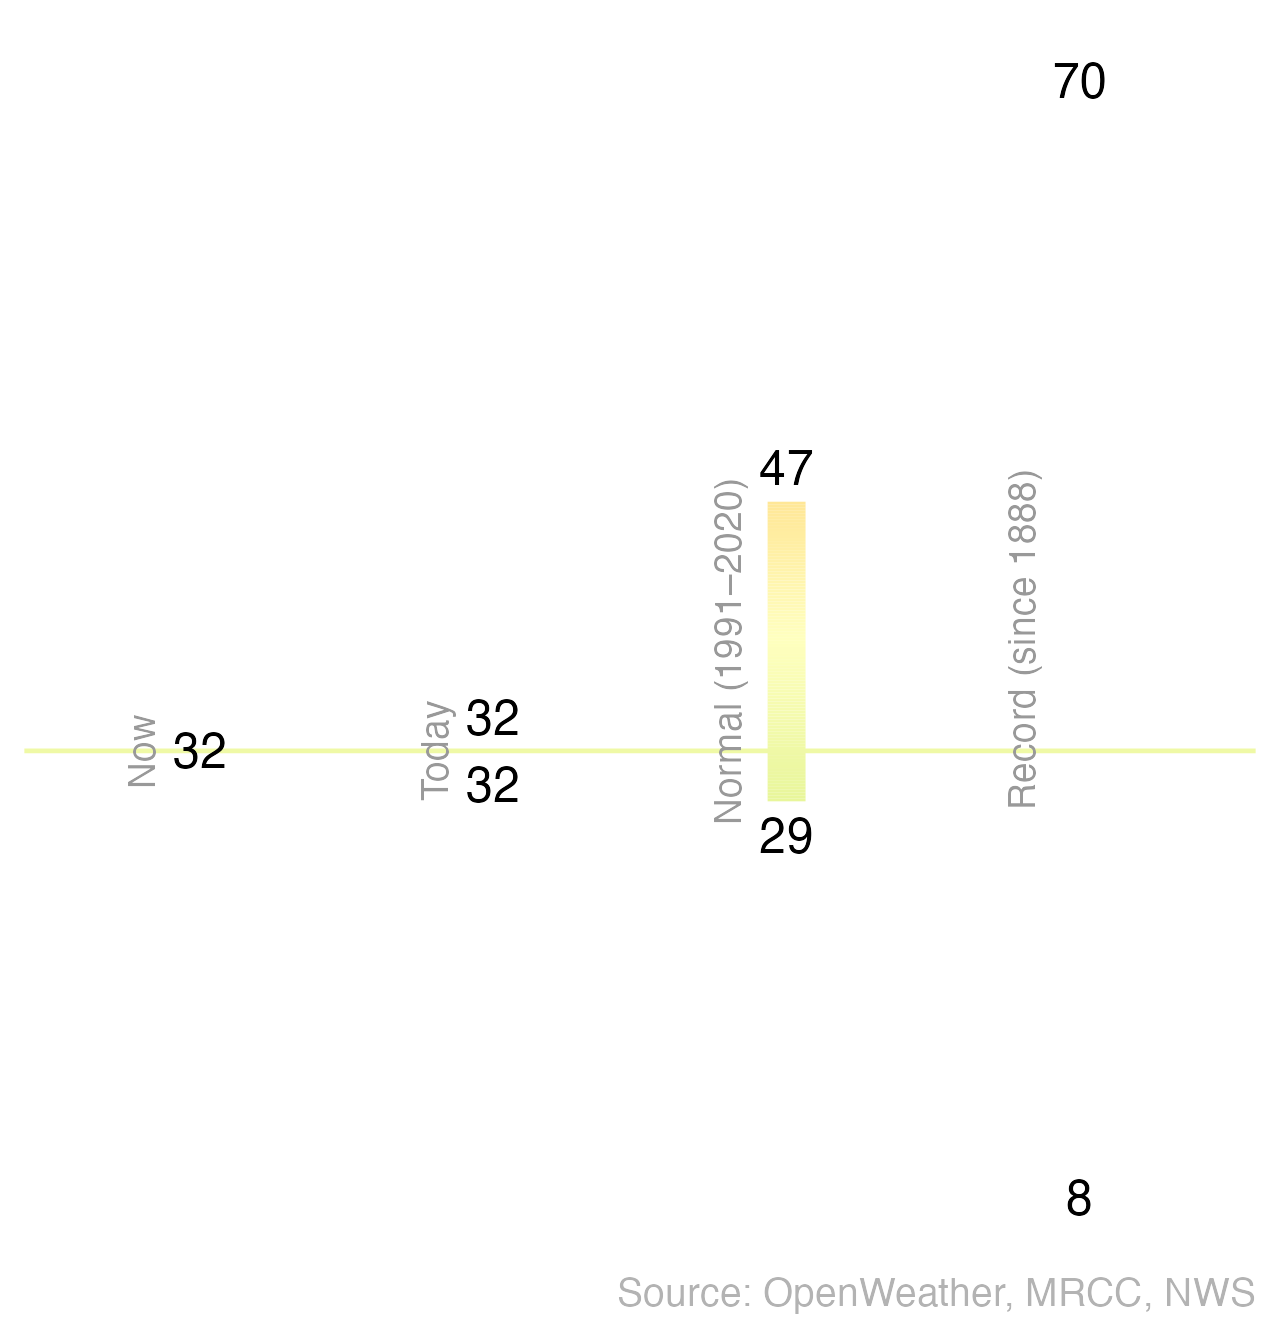 70
47
Normal (1991–2020)
Record (since 1888)
Now
32
Today
32
32
29
8
Source: OpenWeather, MRCC, NWS